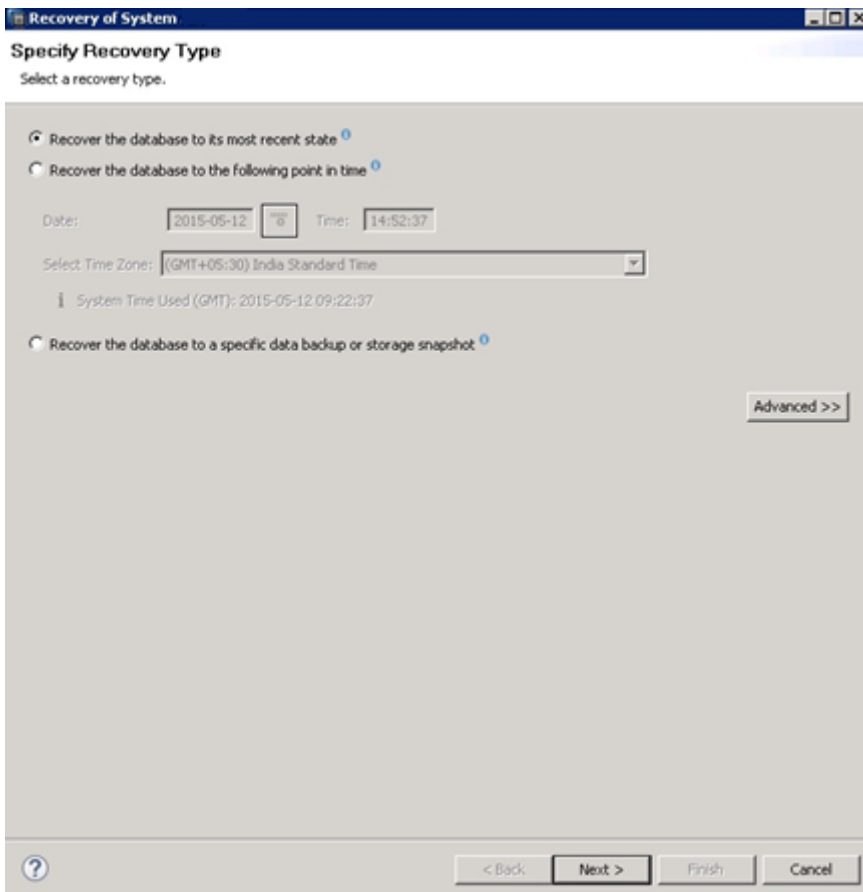 Recovery of System
Specify Recovery Type
Select a recovery type.
Recover the database to its most recent state
Recover the database to the following point in time
Date: 2015-05-12 Time: 14:52:37
Select Time Zone: (GMT+05:30) India Standard Time
System Time Used (GMT): 2015-05-12 09:22:37
Recover the database to a specific data backup or storage snapshot
Advanced >>
< Back Next > Finish Cancel